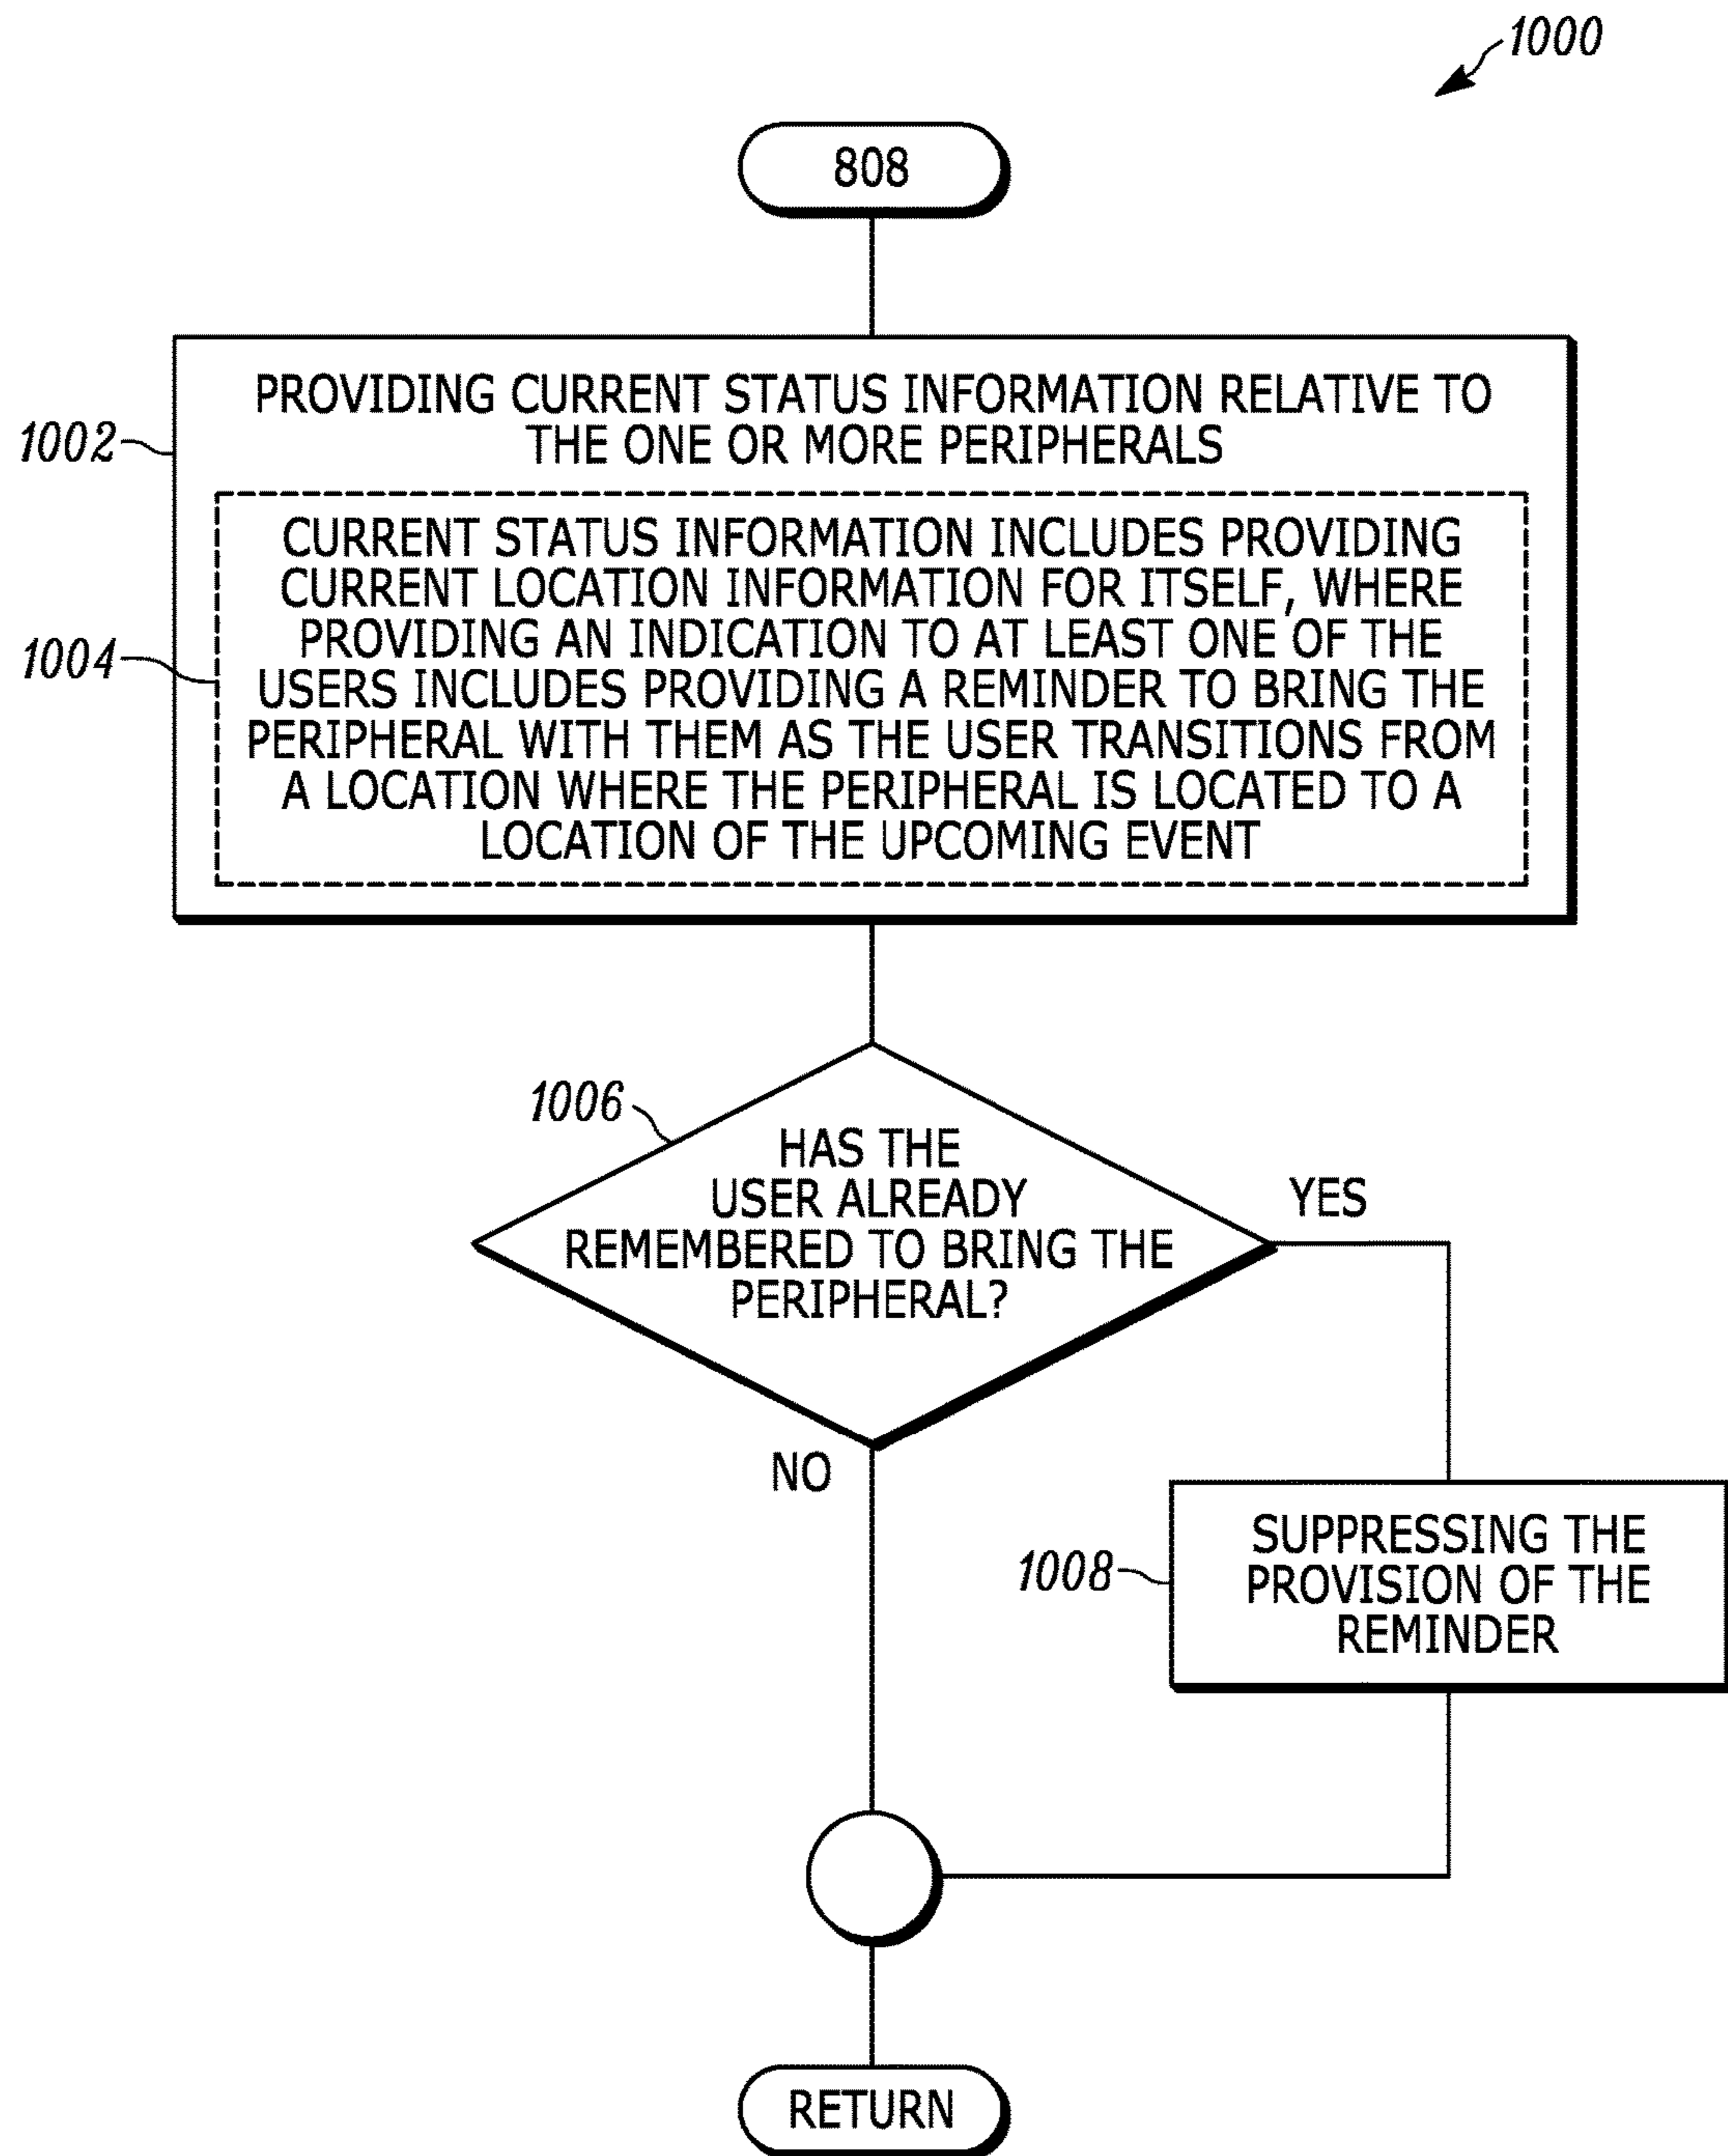 1000
808
1002
PROVIDING CURRENT STATUS INFORMATION RELATIVE TO
THE ONE OR MORE PERIPHERALS
1004
CURRENT STATUS INFORMATION INCLUDES PROVIDING
CURRENT LOCATION INFORMATION FOR ITSELF, WHERE
PROVIDING AN INDICATION TO AT LEAST ONE OF THE
USERS INCLUDES PROVIDING A REMINDER TO BRING THE
PERIPHERAL WITH THEM AS THE USER TRANSITIONS FROM
A LOCATION WHERE THE PERIPHERAL IS LOCATED TO A
LOCATION OF THE UPCOMING EVENT
1006
HAS THE
USER ALREADY
REMEMBERED TO BRING THE
PERIPHERAL?
YES
NO
1008
SUPPRESSING THE
PROVISION OF THE
REMINDER
RETURN